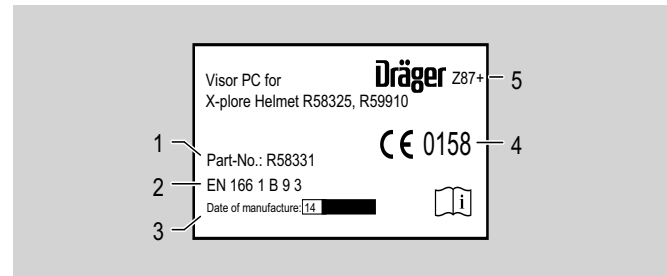 Visor PC for
Dräger Z87+ 5
X-plore Helmet R58325, R59910
1
CE 0158 4
Part-No.: R58331
2 EN 166 1 B 9 3
Date of manufacture: 14
3
i